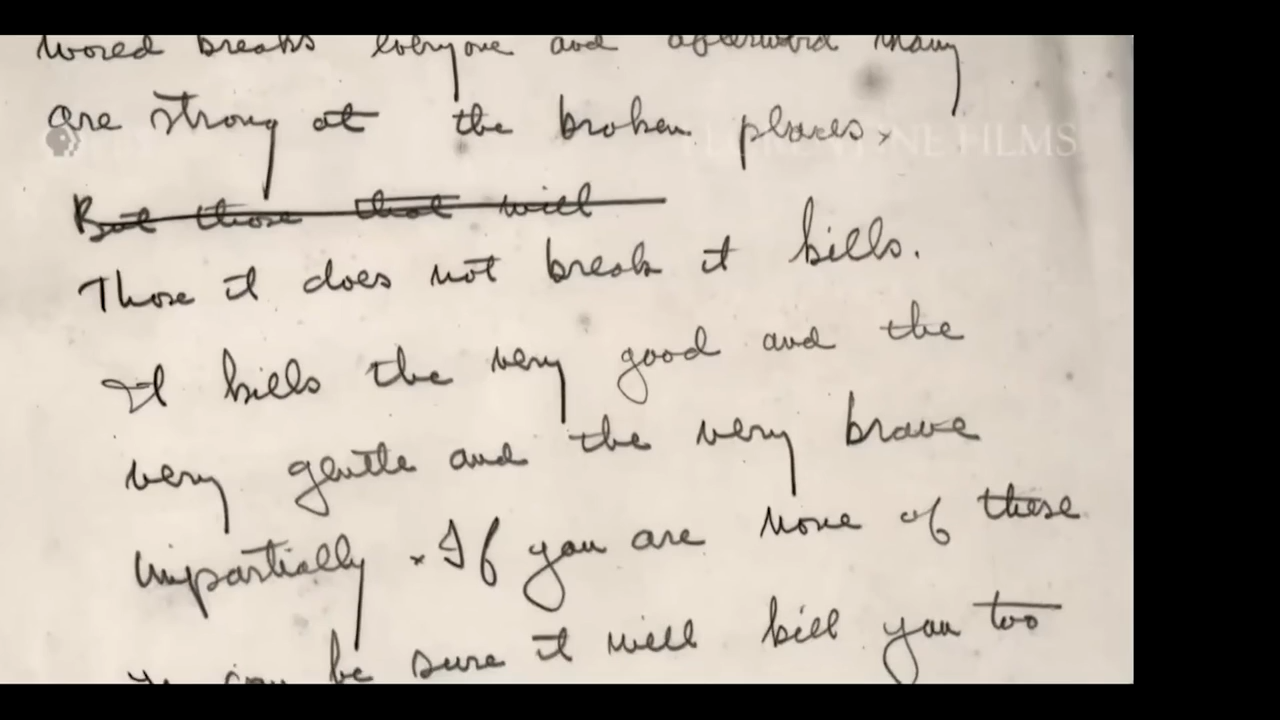 world breaks everyone and afterward many
are strong at the broken places.
But those that will
Those it does not break it kills.
It kills the very good and the
very gentle and the very brave
impartially. If you are none of these
you can be sure it will kill you too
FLORENTINE FILMS